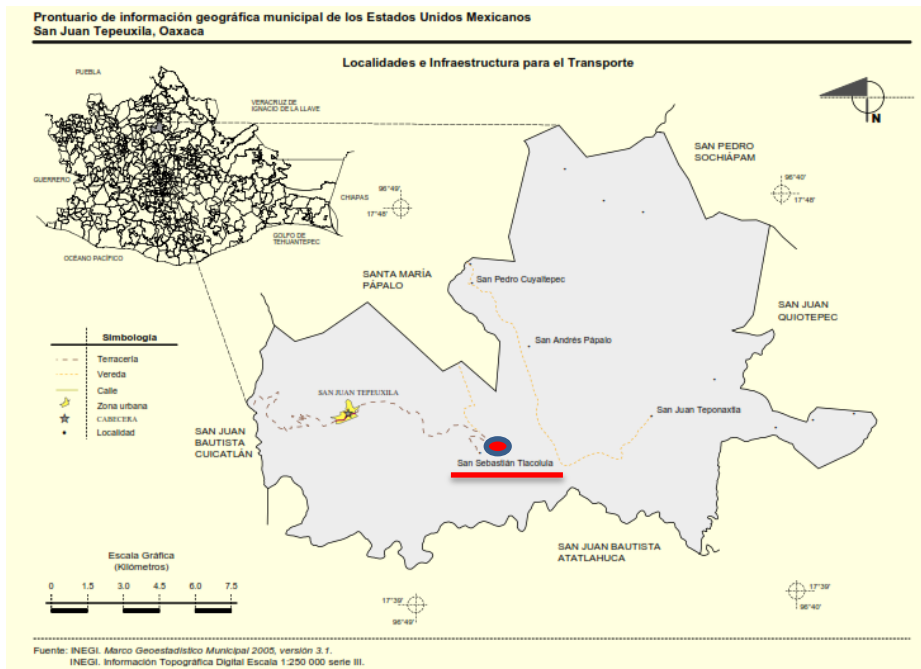 Prontuario de información geográfica municipal de los Estados Unidos Mexicanos
San Juan Tepeuxila, Oaxaca
Localidades e Infraestructura para el Transporte
PUEBLA
VERACRUZ DE
IGNACIO DE LA LLAVE
GUERRERO
CHIAPAS
GOLFO DE
TEHUANTEPEC
OCÉANO PACÍFICO
N
SAN PEDRO
SOCHIÁPAM
96°49'
17°48'
96°40'
17°48'
SANTA MARÍA
PÁPALO
San Pedro Cuyaltepec
SAN JUAN
QUIOTEPEC
San Andrés Pápalo
Simbología
Terracería
Vereda
Calle
Zona urbana
CABECERA
Localidad
SAN JUAN TEPEUXILA
San Juan Teponaxtla
SAN JUAN
BAUTISTA
CUICATLÁN
San Sebastián Tlacolula
SAN JUAN BAUTISTA
ATATLAHUCA
Escala Gráfica
(Kilómetros)
0 1.5 3.0 4.5 6.0 7.5
17°39'
96°49'
17°39'
96°40'
Fuente: INEGI. Marco Geoestadístico Municipal 2005, versión 3.1.
INEGI. Información Topográfica Digital Escala 1:250 000 serie III.